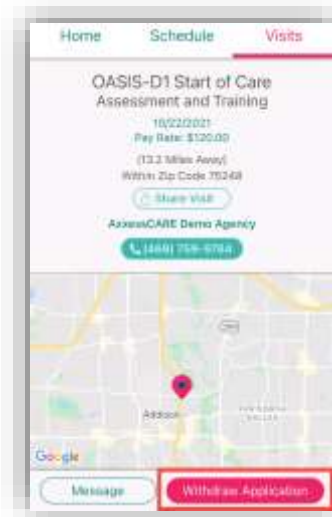 Home Schedule Visits
OASIS-D1 Start of Care
Assessment and Training
10/22/2021
Pay Rate: $120.00
(13.2 Miles Away)
Within Zip Code 75248
Share Visit
AxxessCARE Demo Agency
(469) 759-9784
Addison
Google
Message Withdraw Application